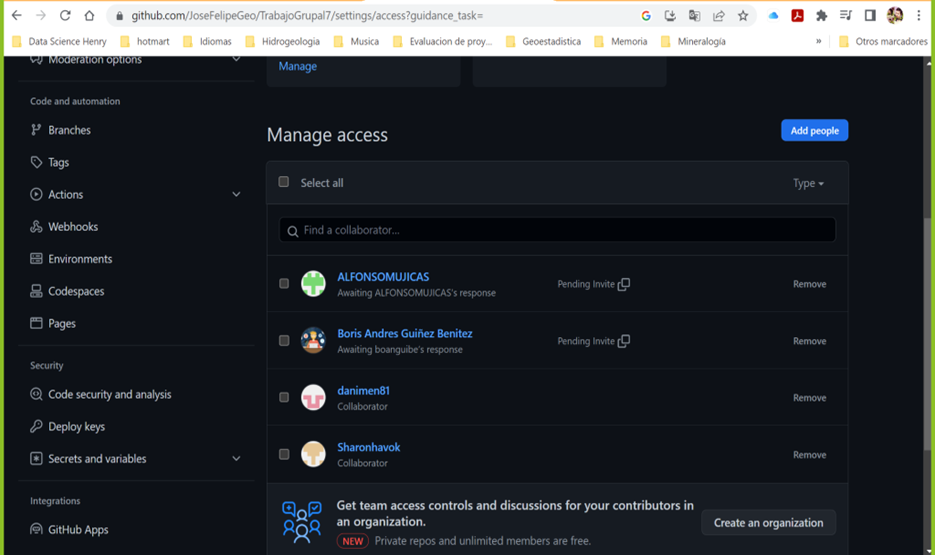 github.com/JoseFelipeGeo/TrabajoGrupal7/settings/access?guidance_task=
Data Science Henry
hotmart
Idiomas
Hidrogeologia
Musica
Evaluacion de proy...
Geoestadistica
Memoria
Mineralogía
»
Otros marcadores
Moderation options
Code and automation
Branches
Tags
Actions
Webhooks
Environments
Codespaces
Pages
Security
Code security and analysis
Deploy keys
Secrets and variables
Integrations
GitHub Apps
Manage
Manage access
Add people
Select all
Type
Find a collaborator...
ALFONSOMUJICAS
Awaiting ALFONSOMUJICAS's response
Pending Invite
Remove
Boris Andres Guiñez Benitez
Awaiting boanguibe's response
Pending Invite
Remove
danimen81
Collaborator
Remove
Sharonhavok
Collaborator
Remove
Get team access controls and discussions for your contributors in
an organization.
NEW Private repos and unlimited members are free.
Create an organization